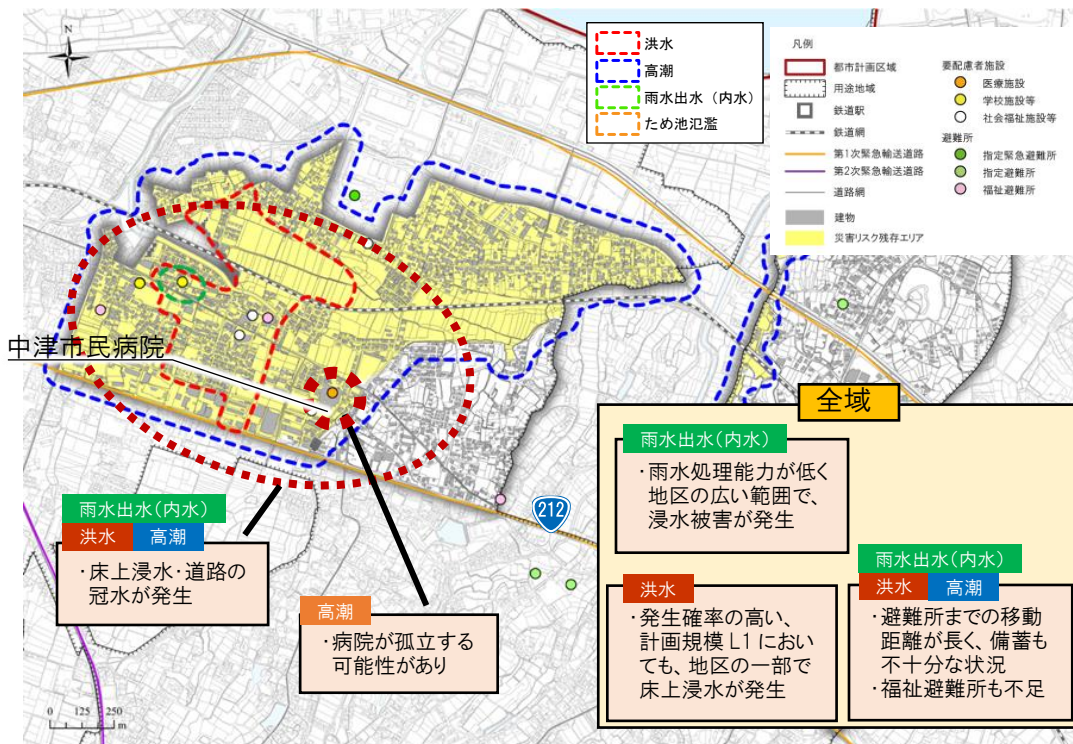 N
洪水
高潮
雨水出水（内水）
ため池氾濫
凡例
都市計画区域
用途地域
鉄道駅
鉄道網
第1次緊急輸送道路
第2次緊急輸送道路
道路網
建物
災害リスク残存エリア
要配慮者施設
医療施設
学校施設等
社会福祉施設等
避難所
指定緊急避難所
指定避難所
福祉避難所
中津市民病院
212
雨水出水(内水)
洪水
高潮
・床上浸水・道路の
冠水が発生
高潮
・病院が孤立する
可能性があり
全域
雨水出水(内水)
・雨水処理能力が低く
地区の広い範囲で、
浸水被害が発生
洪水
・発生確率の高い、
計画規模 L1 におい
ても、地区の一部で
床上浸水が発生
雨水出水(内水)
洪水
高潮
・避難所までの移動
距離が長く、備蓄も
不十分な状況
・福祉避難所も不足
0 125 250
m